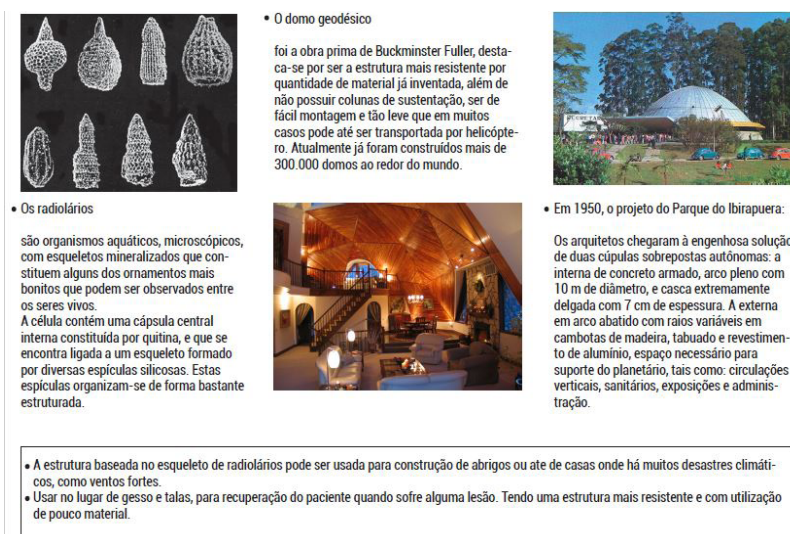 • Os radiolários
são organismos aquáticos, microscópicos,
com esqueletos mineralizados que con-
stituem alguns dos ornamentos mais
bonitos que podem ser observados entre
os seres vivos.
A célula contém uma cápsula central
interna constituída por quitina, e que se
encontra ligada a um esqueleto formado
por diversas espículas silicosas. Estas
espículas organizam-se de forma bastante
estruturada.
• O domo geodésico
foi a obra prima de Buckminster Fuller, desta-
ca-se por ser a estrutura mais resistente por
quantidade de material já inventada, além de
não possuir colunas de sustentação, ser de
fácil montagem e tão leve que em muitos
casos pode até ser transportada por helicópte-
ro. Atualmente já foram construídos mais de
300.000 domos ao redor do mundo.
• Em 1950, o projeto do Parque do Ibirapuera:
Os arquitetos chegaram à engenhosa solução
de duas cúpulas sobrepostas autônomas: a
interna de concreto armado, arco pleno com
10 m de diâmetro, e casca extremamente
delgada com 7 cm de espessura. A externa
em arco abatido com raios variáveis em
cambotas de madeira, tabuado e revestimen-
to de alumínio, espaço necessário para
suporte do planetário, tais como: circulações
verticais, sanitários, exposições e adminis-
tração.
• A estrutura baseada no esqueleto de radiolários pode ser usada para construção de abrigos ou ate de casas onde há muitos desastres climáti-
cos, como ventos fortes.
• Usar no lugar de gesso e talas, para recuperação do paciente quando sofre alguma lesão. Tendo uma estrutura mais resistente e com utilização
de pouco material.